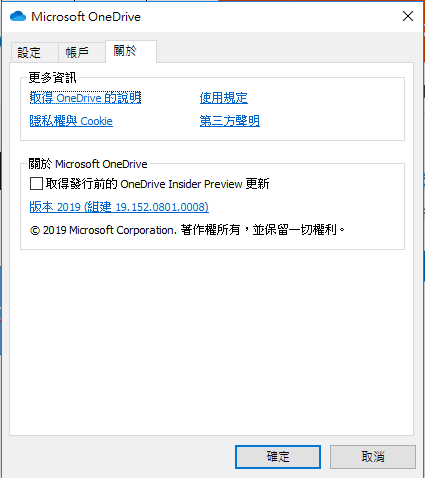 Microsoft OneDrive
設定 帳戶 關於
更多資訊
取得 OneDrive 的說明 使用規定
隱私權與 Cookie 第三方聲明
關於 Microsoft OneDrive
取得發行前的 OneDrive Insider Preview 更新
版本 2019 (組建 19.152.0801.0008)
© 2019 Microsoft Corporation. 著作權所有，並保留一切權利。
確定 取消